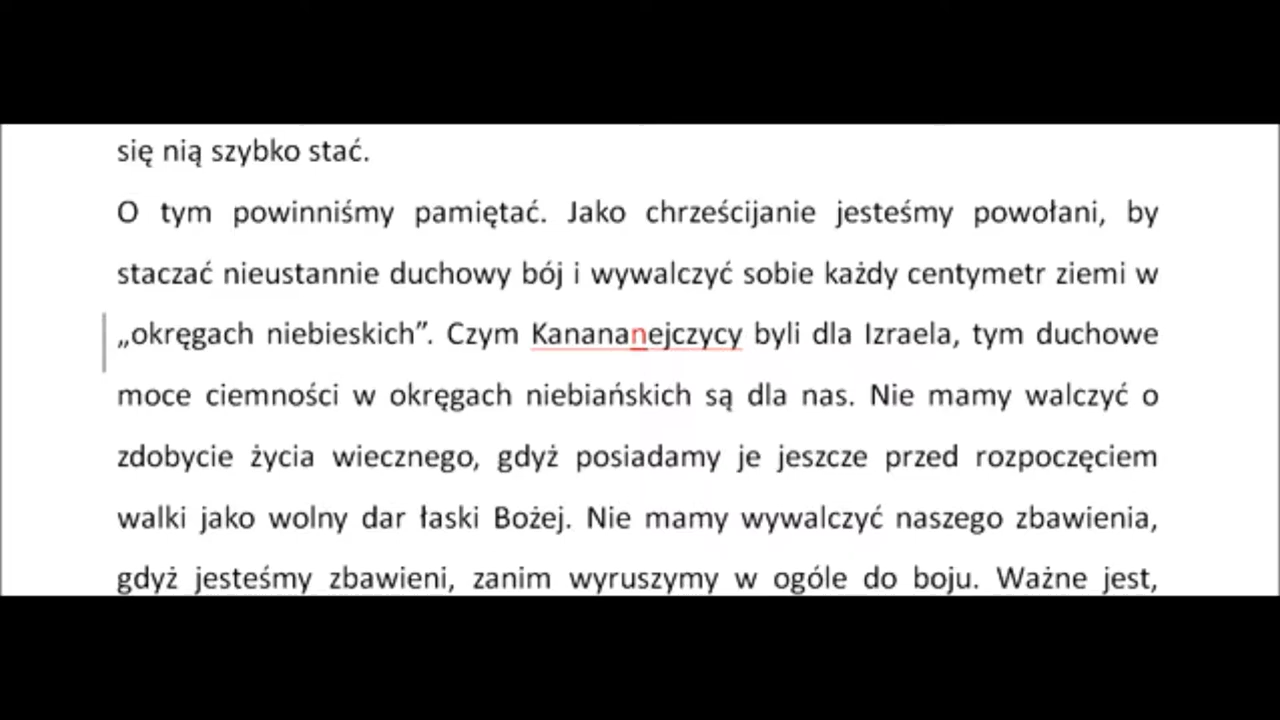 się nią szybko stać.
O tym powinniśmy pamiętać. Jako chrześcijanie jesteśmy powołani, by
staczać nieustannie duchowy bój i wywalczyć sobie każdy centymetr ziemi w
„okręgach niebieskich”. Czym Kanananejczycy byli dla Izraela, tym duchowe
moce ciemności w okręgach niebiańskich są dla nas. Nie mamy walczyć o
zdobycie życia wiecznego, gdyż posiadamy je jeszcze przed rozpoczęciem
walki jako wolny dar łaski Bożej. Nie mamy wywalczyć naszego zbawienia,
gdyż jesteśmy zbawieni, zanim wyruszymy w ogóle do boju. Ważne jest,